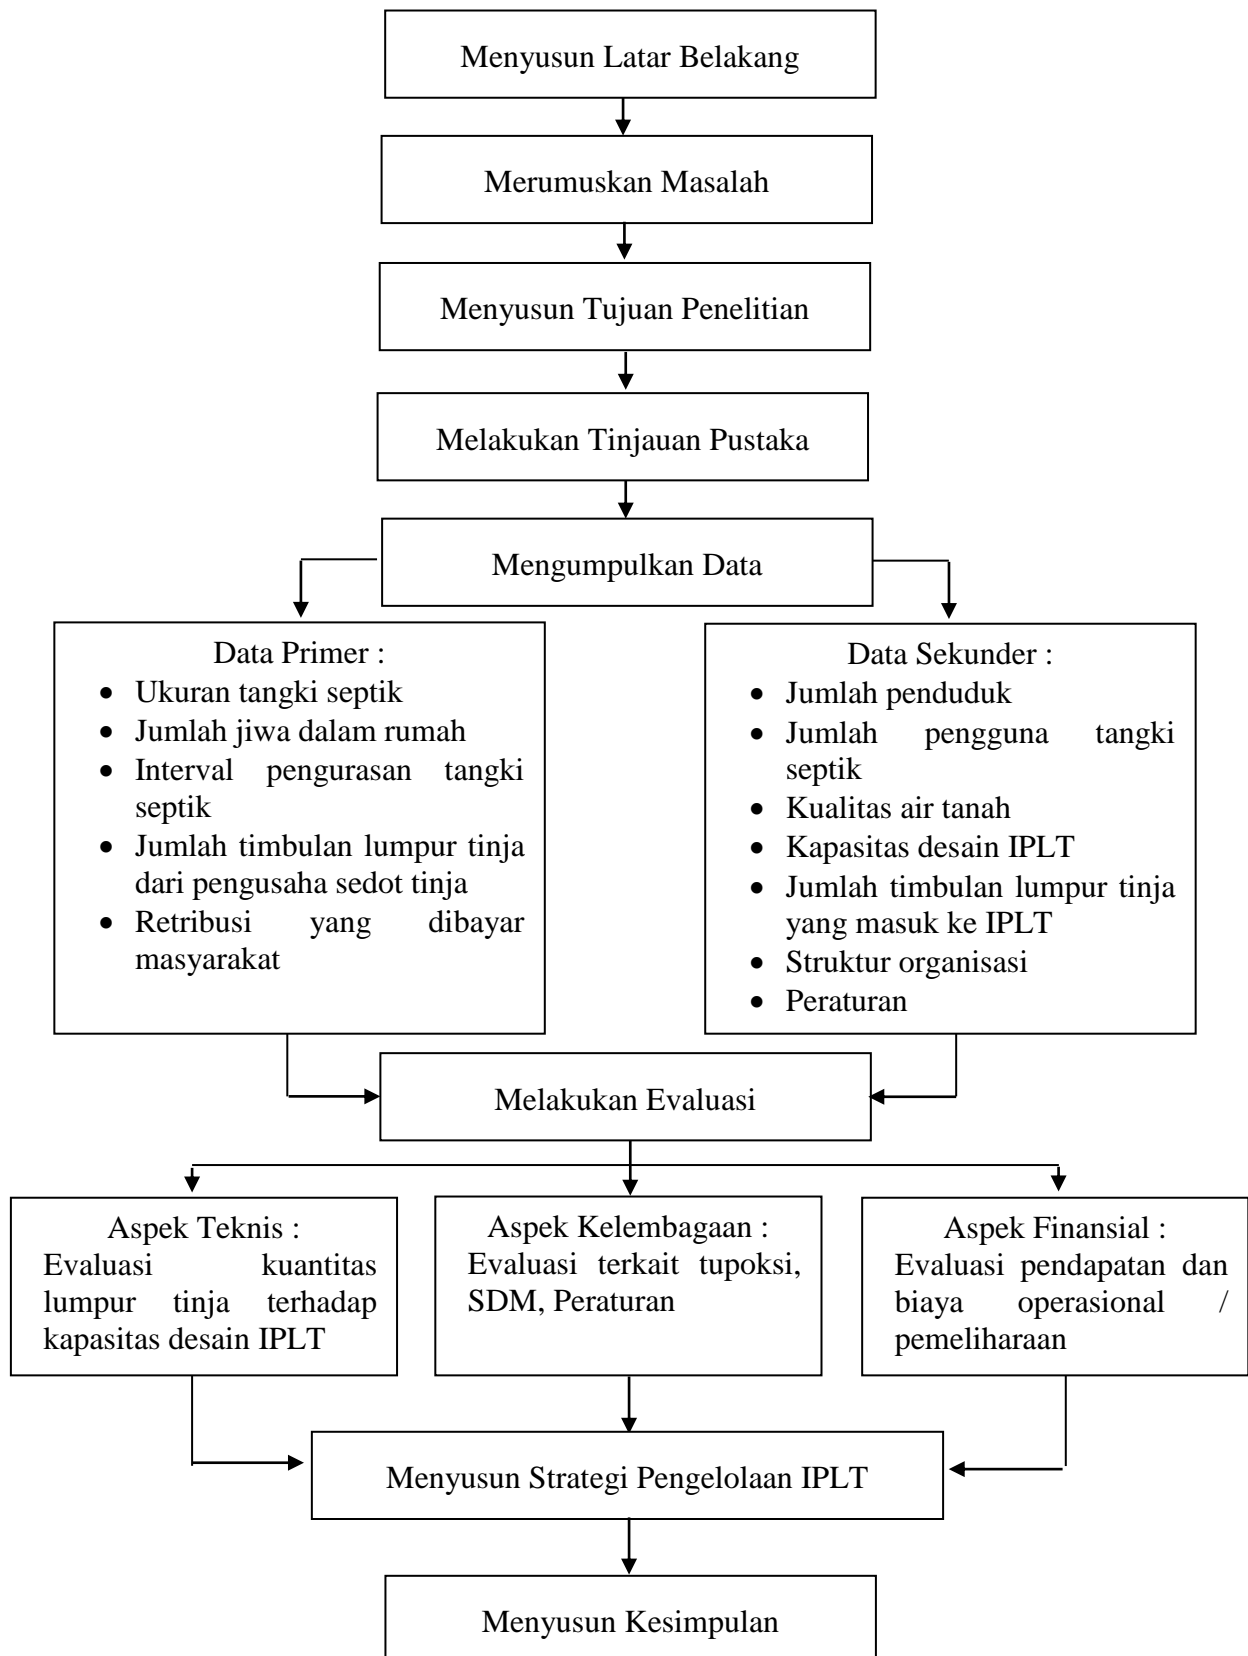 Menyusun Latar Belakang
Merumuskan Masalah
Menyusun Tujuan Penelitian
Melakukan Tinjauan Pustaka
Mengumpulkan Data
Data Primer :
• Ukuran tangki septik
• Jumlah jiwa dalam rumah
• Interval pengurasan tangki
septik
• Jumlah timbulan lumpur tinja
dari pengusaha sedot tinja
• Retribusi yang dibayar
masyarakat
Data Sekunder :
• Jumlah penduduk
• Jumlah pengguna tangki
septik
• Kualitas air tanah
• Kapasitas desain IPLT
• Jumlah timbulan lumpur tinja
yang masuk ke IPLT
• Struktur organisasi
• Peraturan
Melakukan Evaluasi
Aspek Teknis :
Evaluasi kuantitas
lumpur tinja terhadap
kapasitas desain IPLT
Aspek Kelembagaan :
Evaluasi terkait tupoksi,
SDM, Peraturan
Aspek Finansial :
Evaluasi pendapatan dan
biaya operasional /
pemeliharaan
Menyusun Strategi Pengelolaan IPLT
Menyusun Kesimpulan